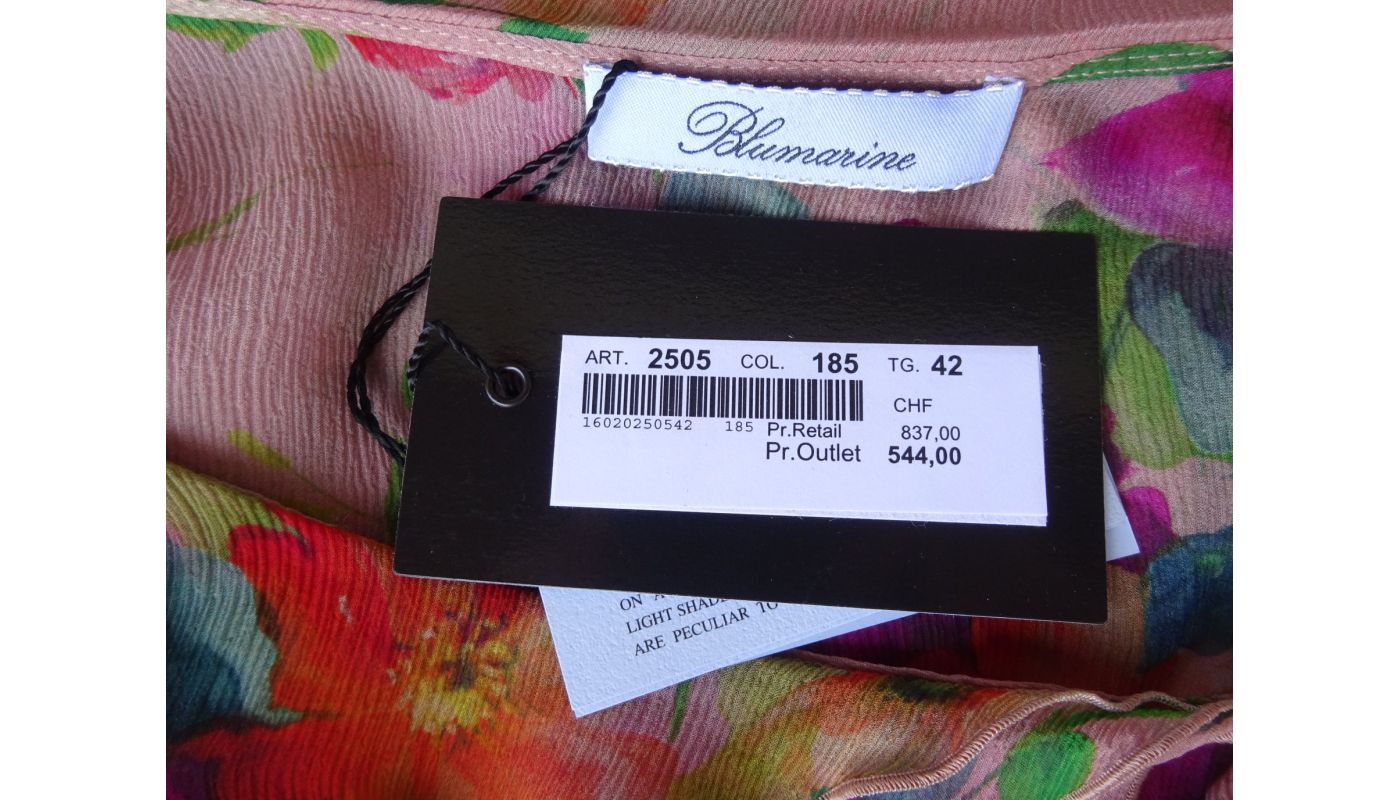 Blumarine
ART. 2505 COL. 185 TG. 42
CHF
16020250542 185 Pr.Retail 837,00
Pr.Outlet 544,00
ON A
LIGHT SHAD
ARE PECULIAR TO